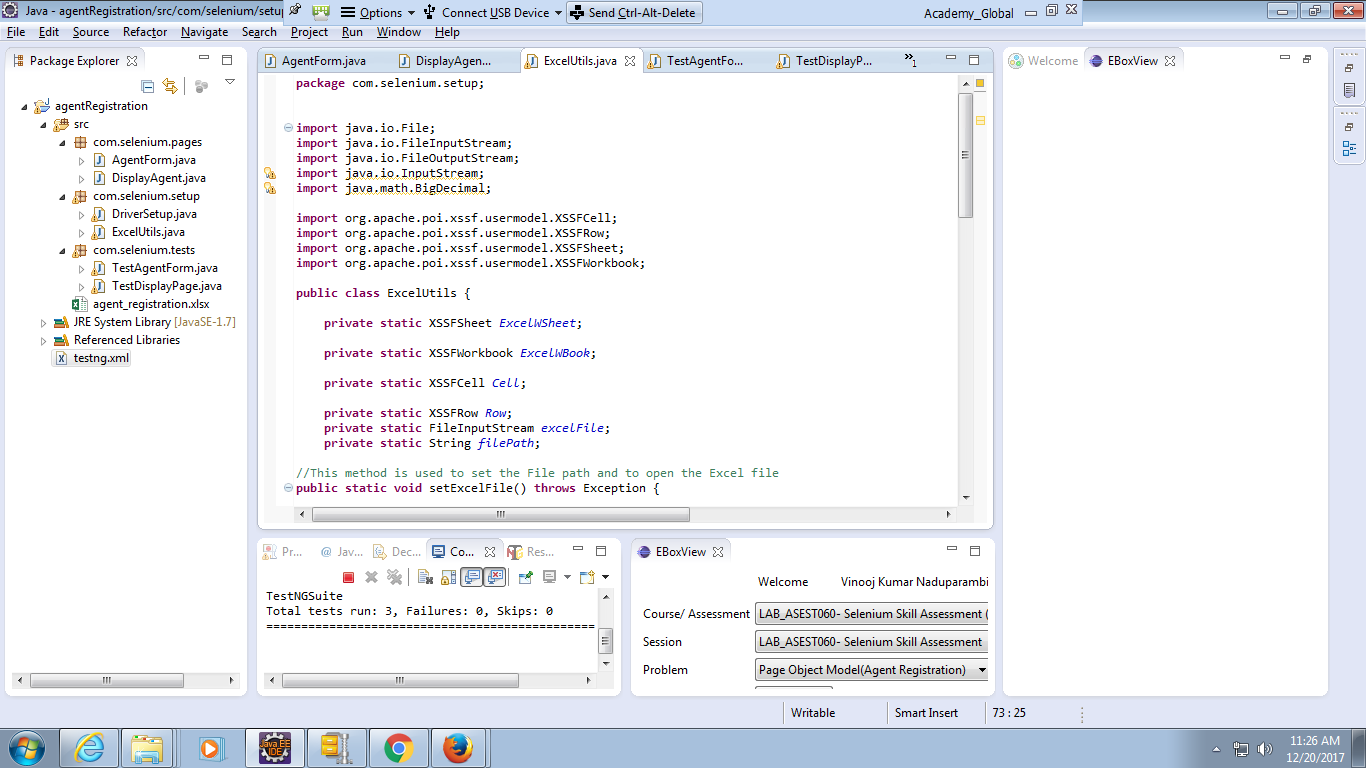 Java - agentRegistration/src/com/selenium/setu
Options
Connect USB Device
Send Ctrl-Alt-Delete
Academy_Global
File Edit Source Refactor Navigate Search Project Run Window Help
Package Explorer
agentRegistration
src
com.selenium.pages
AgentForm.java
DisplayAgent.java
com.selenium.setup
DriverSetup.java
ExcelUtils.java
com.selenium.tests
TestAgentForm.java
TestDisplayPage.java
agent_registration.xlsx
JRE System Library [JavaSE-1.7]
Referenced Libraries
testng.xml
AgentForm.java DisplayAgen... ExcelUtils.java TestAgentFo... TestDisplayP... »1
package com.selenium.setup;
import java.io.File;
import java.io.FileInputStream;
import java.io.FileOutputStream;
import java.io.InputStream;
import java.math.BigDecimal;
import org.apache.poi.xssf.usermodel.XSSFCell;
import org.apache.poi.xssf.usermodel.XSSFRow;
import org.apache.poi.xssf.usermodel.XSSFSheet;
import org.apache.poi.xssf.usermodel.XSSFWorkbook;
public class ExcelUtils {
private static XSSFSheet ExcelWSheet;
private static XSSFWorkbook ExcelWBook;
private static XSSFCell Cell;
private static XSSFRow Row;
private static FileInputStream excelFile;
private static String filePath;
//This method is used to set the File path and to open the Excel file
public static void setExcelFile() throws Exception {
Welcome EBoxView
Pr... @ Jav... Dec... Co... Res...
TestNGSuite
Total tests run: 3, Failures: 0, Skips: 0
===============================================
EBoxView
Welcome Vinooj Kumar Naduparambi
Course/ Assessment LAB_ASEST060- Selenium Skill Assessment (
Session LAB_ASEST060- Selenium Skill Assessment
Problem Page Object Model(Agent Registration)
Writable Smart Insert 73 : 25
Java EE
IDE
11:26 AM
12/20/2017